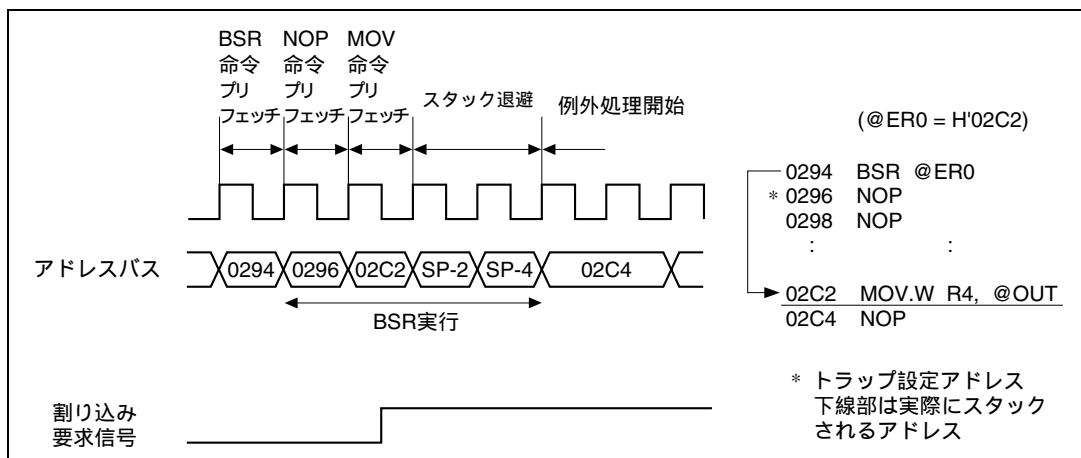 BSR NOP MOV
命令 命令 命令
プリ プリ プリ
フェッチ フェッチ フェッチ
スタック退避
例外処理開始
アドレスバス
0294 0296 02C2 SP-2 SP-4 02C4
BSR実行
割り込み
要求信号
(@ER0 = H'02C2)
0294 BSR @ER0
* 0296 NOP
0298 NOP
: :
02C2 MOV.W R4, @OUT
02C4 NOP
* トラップ設定アドレス
下線部は実際にスタック
されるアドレス